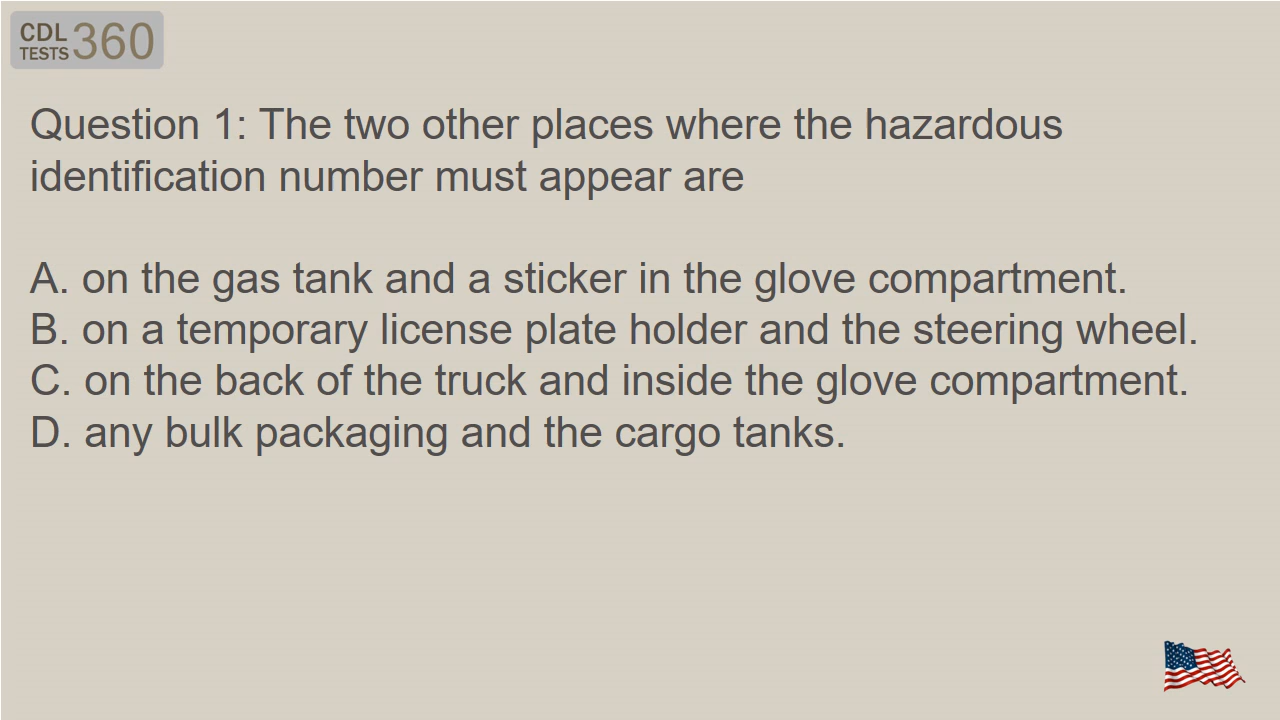 CDL
TESTS 360
Question 1: The two other places where the hazardous
identification number must appear are
A. on the gas tank and a sticker in the glove compartment.
B. on a temporary license plate holder and the steering wheel.
C. on the back of the truck and inside the glove compartment.
D. any bulk packaging and the cargo tanks.